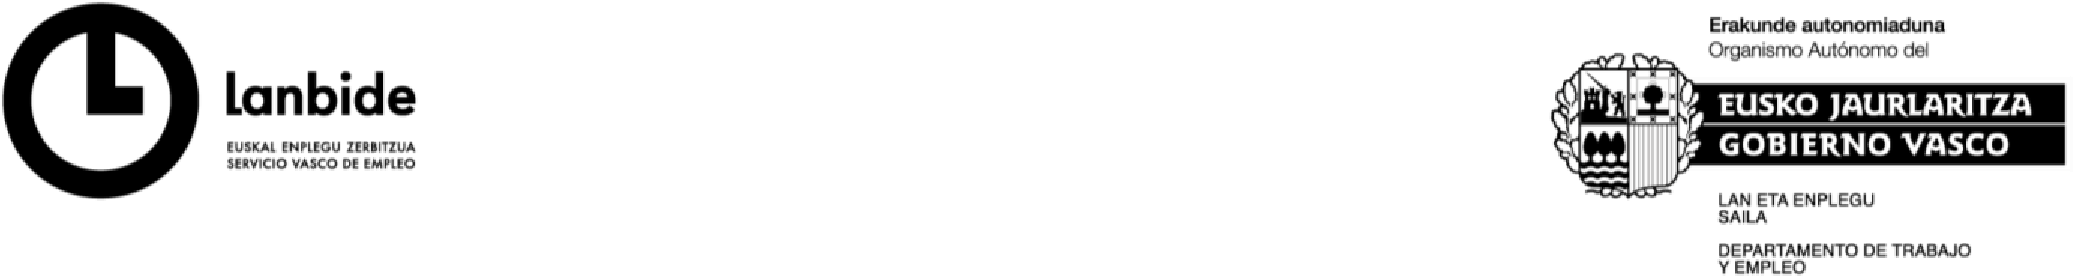 lanbide
EUSKAL ENPLEGU ZERBITZUA
SERVICIO VASCO DE EMPLEO
Erakunde autonomiaduna
Organismo Autónomo del
EUSKO JAURLARITZA
GOBIERNO VASCO
LAN ETA ENPLEGU
SAILA
DEPARTAMENTO DE TRABAJO
Y EMPLEO